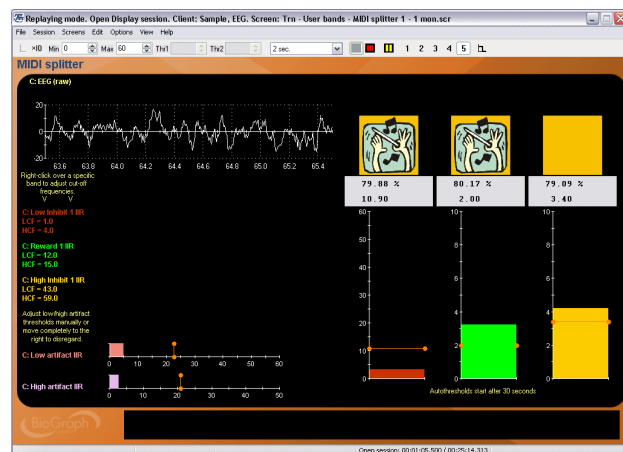 Replaying mode. Open Display session. Client: Sample, EEG. Screen: Trn - User bands - MIDI splitter 1 - 1 mon.scr
File Session Screens Edit Options View Help
×10 Min 0 Max 60 Thr1 Thr2 2 sec. 1 2 3 4 5
MIDI splitter
C: EEG (raw)
20
0
-20
63.6 63.8 64.0 64.2 64.4 64.6 64.8 65.0 65.2 65.4
Right-click over a specific
band to adjust cut-off
frequencies.
V V
C: Low Inhibit 1 IIR
LCF = 1.0
HCF = 4.0
C: Reward 1 IIR
LCF = 12.0
HCF = 15.0
C: High Inhibit 1 IIR
LCF = 43.0
HCF = 59.0
Adjust low/high artifact
thresholds manually or
move completely to the
right to disregard.
C: Low artifact IIR
0 10 20 30 40 50 60
C: High artifact IIR
0 10 20 30 40 50
79.88 % 80.17 % 79.09 %
10.90 2.00 3.40
60 10 10
50 8 8
40 6 6
30 4 4
20 2 2
10 0 0
0
Autothresholds start after 30 seconds
BioGraph
Open session: 00:01:05.500 / 00:25:14.313